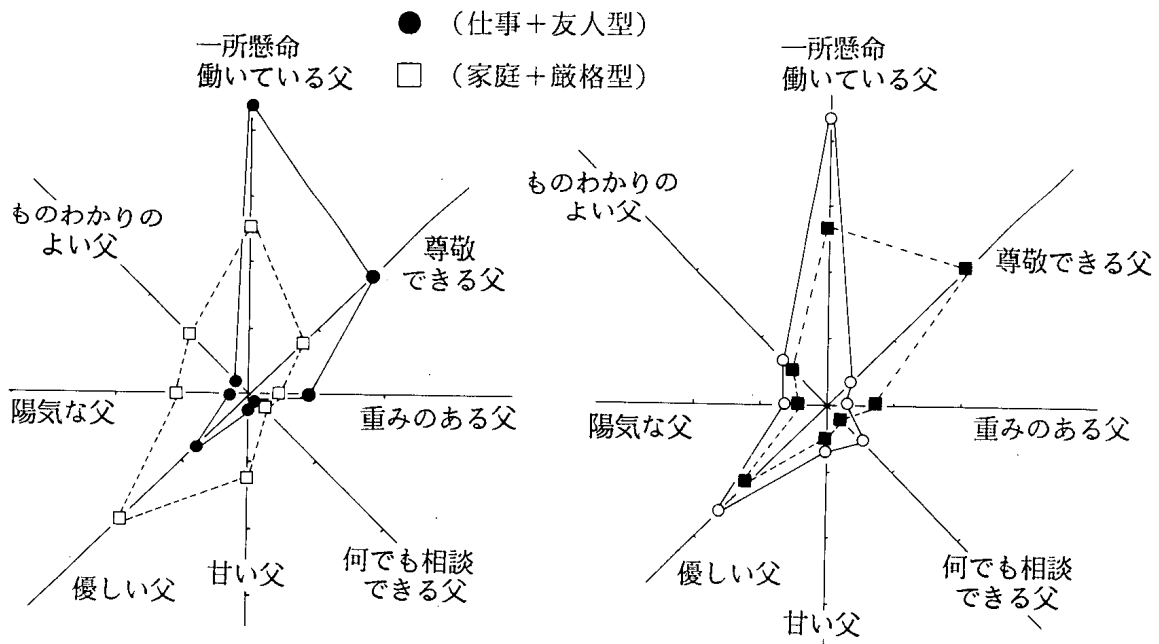 ● (仕事+友人型)
□ (家庭+厳格型)
一所懸命
働いている父
ものわかりの
よい父
尊敬
できる父
陽気な父
重みのある父
優しい父
甘い父
何でも相談
できる父
一所懸命
働いている父
ものわかりの
よい父
尊敬できる父
陽気な父
重みのある父
優しい父
甘い父
何でも相談
できる父